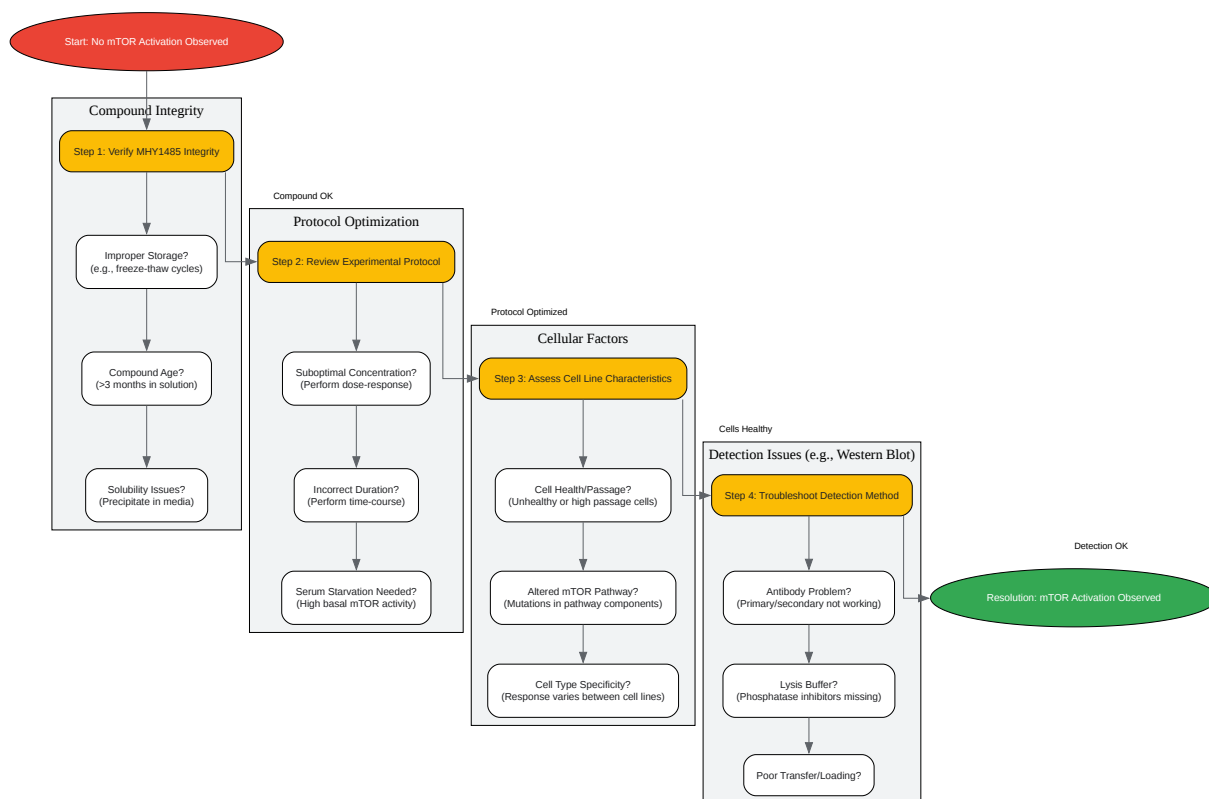 Start: No mTOR Activation Observed
Compound Integrity
Step 1: Verify MHY1485 Integrity
Improper Storage?
(e.g., freeze-thaw cycles)
Compound Age?
(>3 months in solution)
Solubility Issues?
(Precipitate in media)
Compound OK
Protocol Optimization
Step 2: Review Experimental Protocol
Suboptimal Concentration?
(Perform dose-response)
Incorrect Duration?
(Perform time-course)
Serum Starvation Needed?
(High basal mTOR activity)
Protocol Optimized
Cellular Factors
Step 3: Assess Cell Line Characteristics
Cell Health/Passage?
(Unhealthy or high passage cells)
Altered mTOR Pathway?
(Mutations in pathway components)
Cell Type Specificity?
(Response varies between cell lines)
Cells Healthy
Detection Issues (e.g., Western Blot)
Step 4: Troubleshoot Detection Method
Antibody Problem?
(Primary/secondary not working)
Lysis Buffer?
(Phosphatase inhibitors missing)
Poor Transfer/Loading?
Detection OK
Resolution: mTOR Activation Observed